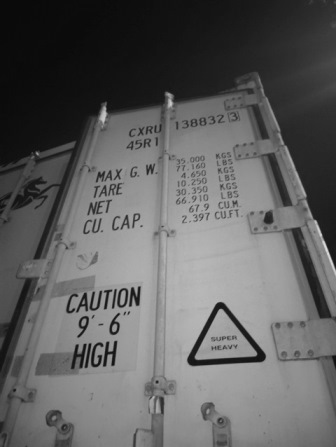 CXRU 138832 3
45R1
MAX G. W. 35.000 KGS
77.160 LBS
TARE 4.650 KGS
10.250 LBS
NET 30.350 KGS
66.910 LBS
CU. CAP. 67.9 CU.M.
2.397 CU.FT.
CAUTION
9'-6"
HIGH
SUPER
HEAVY